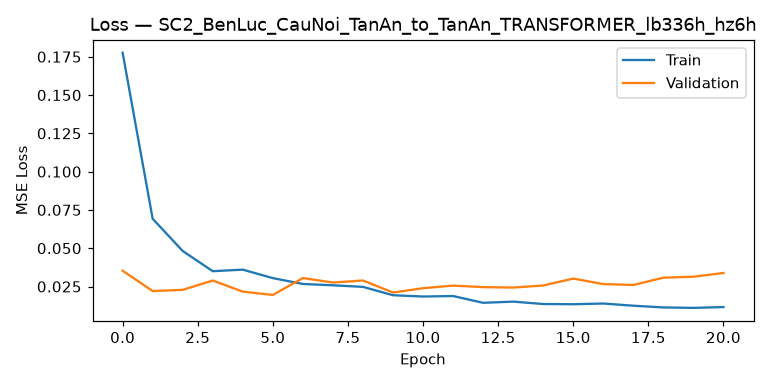 Loss — SC2_BenLuc_CauNoi_TanAn_to_TanAn_TRANSFORMER_lb336h_hz6h
Train
Validation
0.175
0.150
0.125
0.100
0.075
0.050
0.025
MSE Loss
0.0 2.5 5.0 7.5 10.0 12.5 15.0 17.5 20.0
Epoch